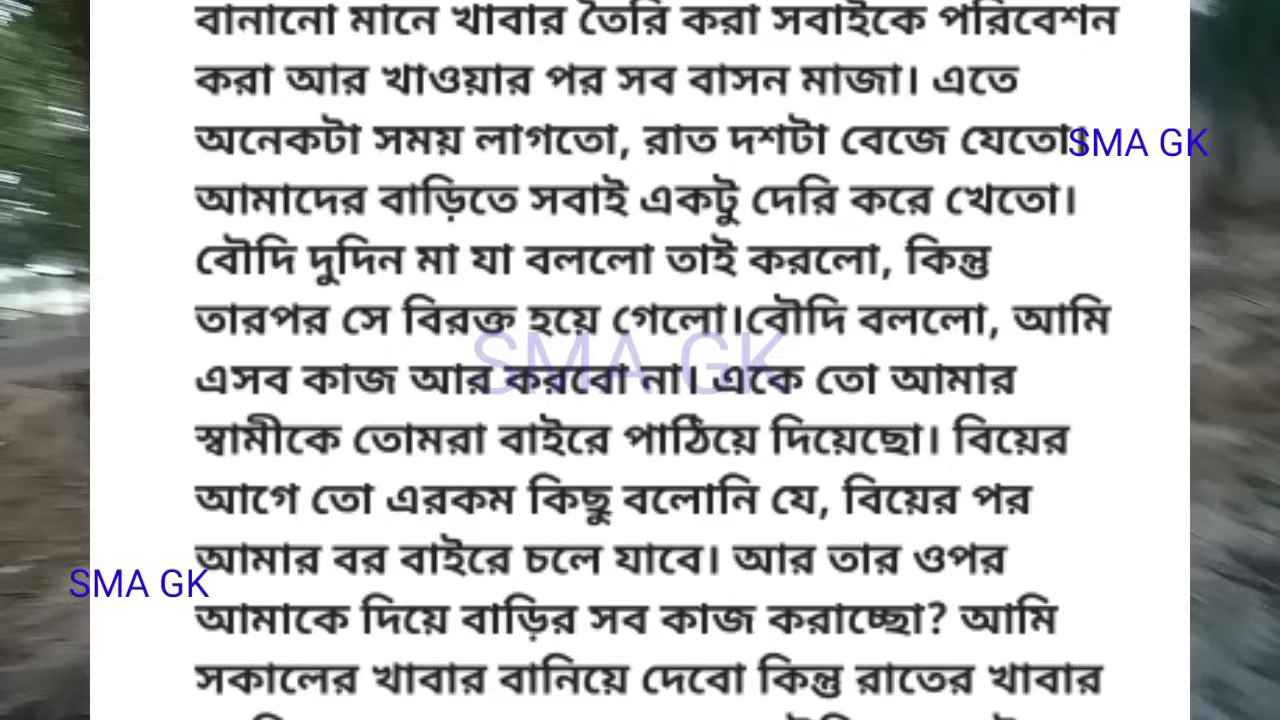 বানানো মানে খাবার তৈরি করা সবাইকে পরিবেশন
করা আর খাওয়ার পর সব বাসন মাজা। এতে
অনেকটা সময় লাগতো, রাত দশটা বেজে যেতো।
SMA GK
আমাদের বাড়িতে সবাই একটু দেরি করে খেতো।
বৌদি দুদিন মা যা বললো তাই করলো, কিন্তু
তারপর সে বিরক্ত হয়ে গেলো।বৌদি বললো, আমি
SMA GK
এসব কাজ আর করবো না। একে তো আমার
স্বামীকে তোমরা বাইরে পাঠিয়ে দিয়েছো। বিয়ের
আগে তো এরকম কিছু বলোনি যে, বিয়ের পর
আমার বর বাইরে চলে যাবে। আর তার ওপর
SMA GK
আমাকে দিয়ে বাড়ির সব কাজ করাচ্ছো? আমি
সকালের খাবার বানিয়ে দেবো কিন্তু রাতের খাবার